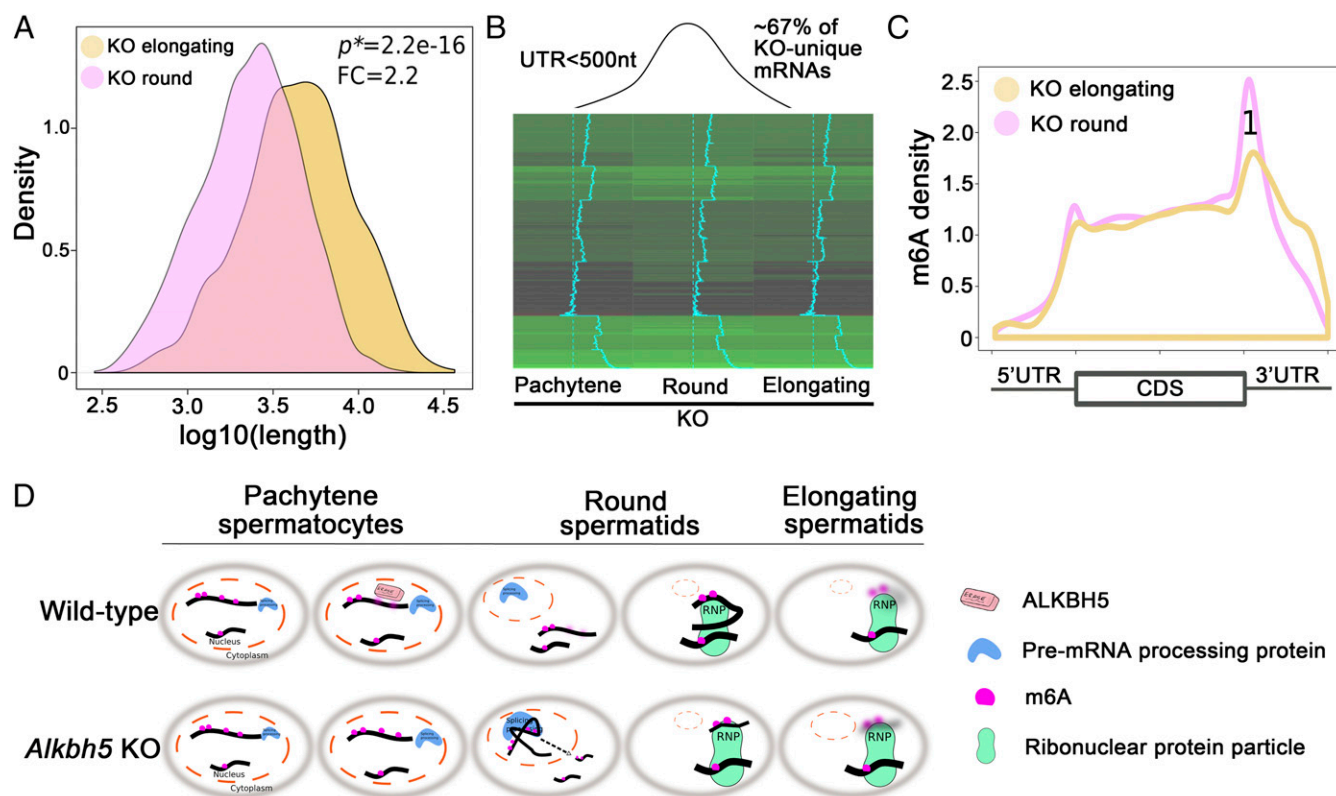 A
KO elongating
KO round
p*=2.2e-16
FC=2.2
Density
1.0
0.5
0
2.5 3.0 3.5 4.0 4.5
log10(length)
B
UTR<500nt
~67% of
KO-unique
mRNAs
Pachytene Round Elongating
KO
C
KO elongating
KO round
1
m6A density
2.5
2.0
1.5
1.0
0.5
0
5'UTR CDS 3'UTR
D
Pachytene
spermatocytes
Round
spermatids
Elongating
spermatids
Wild-type
Nucleus
Cytoplasm
RNP
RNP
Alkbh5 KO
Nucleus
Cytoplasm
Splicing
RNP
RNP
ALKBH5
Pre-mRNA processing protein
m6A
Ribonuclear protein particle